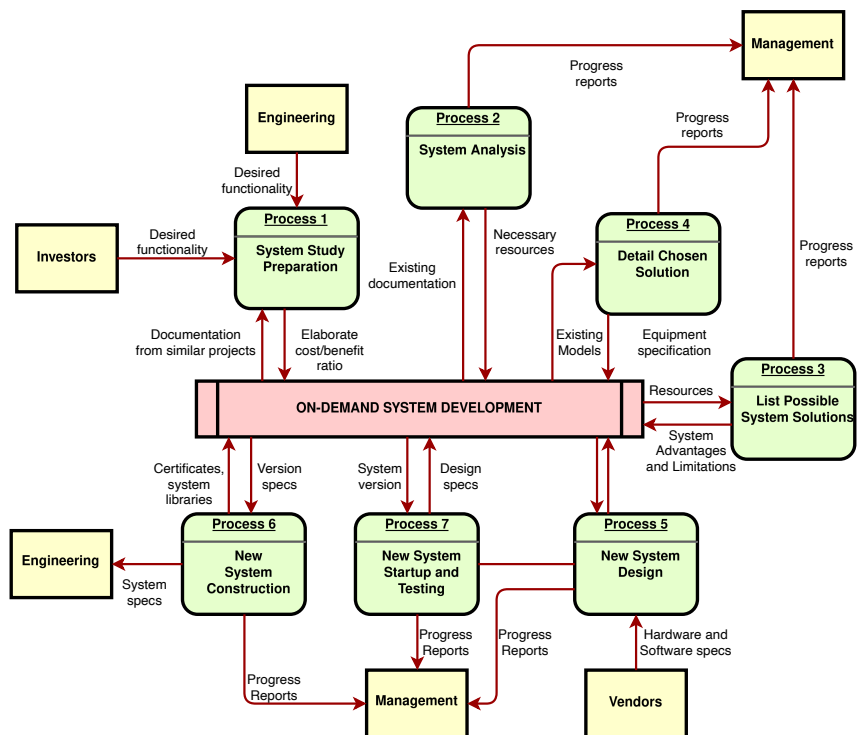 Management
Progress
reports
Engineering
Process 2
System Analysis
Progress
reports
Desired
functionality
Process 1
System Study
Preparation
Investors
Desired
functionality
Process 4
Detail Chosen
Solution
Necessary
resources
Existing
documentation
Progress
reports
Documentation
from similar projects
Elaborate
cost/benefit
ratio
Existing
Models
Equipment
specification
Process 3
List Possible
System Solutions
Resources
ON-DEMAND SYSTEM DEVELOPMENT
System
Advantages
and Limitations
Certificates,
system
libraries
Version
specs
System
version
Design
specs
Process 6
New
System
Construction
Process 7
New System
Startup and
Testing
Process 5
New System
Design
Engineering
System
specs
Progress
Reports
Progress
Reports
Hardware and
Software specs
Progress
Reports
Management
Vendors